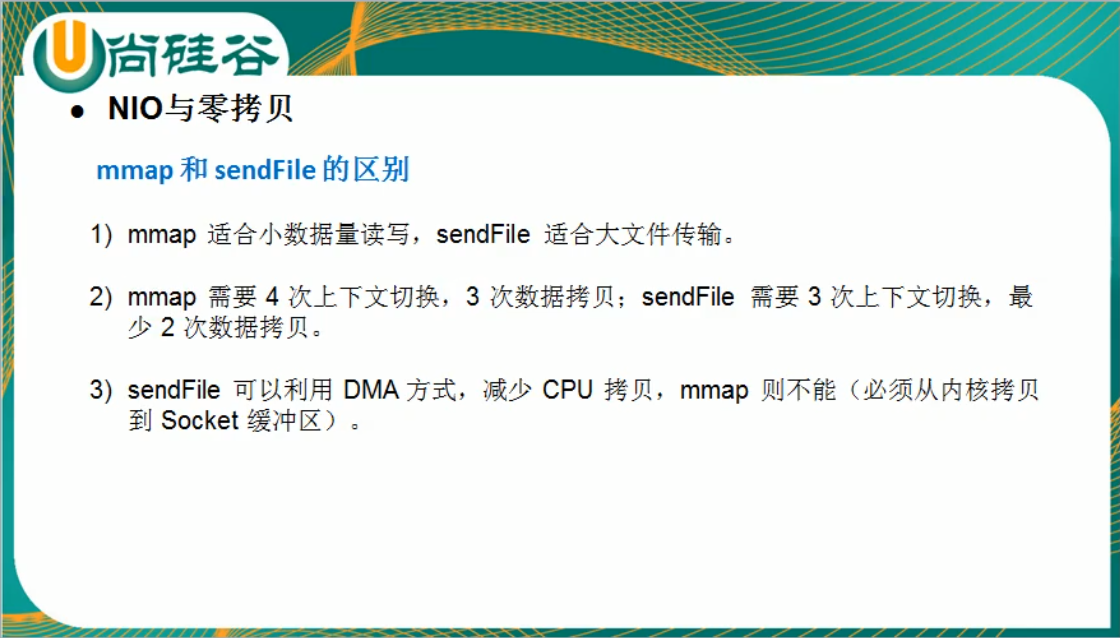 尚硅谷
● NIO与零拷贝
mmap 和 sendFile 的区别
1) mmap 适合小数据量读写，sendFile 适合大文件传输。
2) mmap 需要 4 次上下文切换，3 次数据拷贝；sendFile 需要 3 次上下文切换，最
少 2 次数据拷贝。
3) sendFile 可以利用 DMA 方式，减少 CPU 拷贝，mmap 则不能（必须从内核拷贝
到 Socket 缓冲区）。